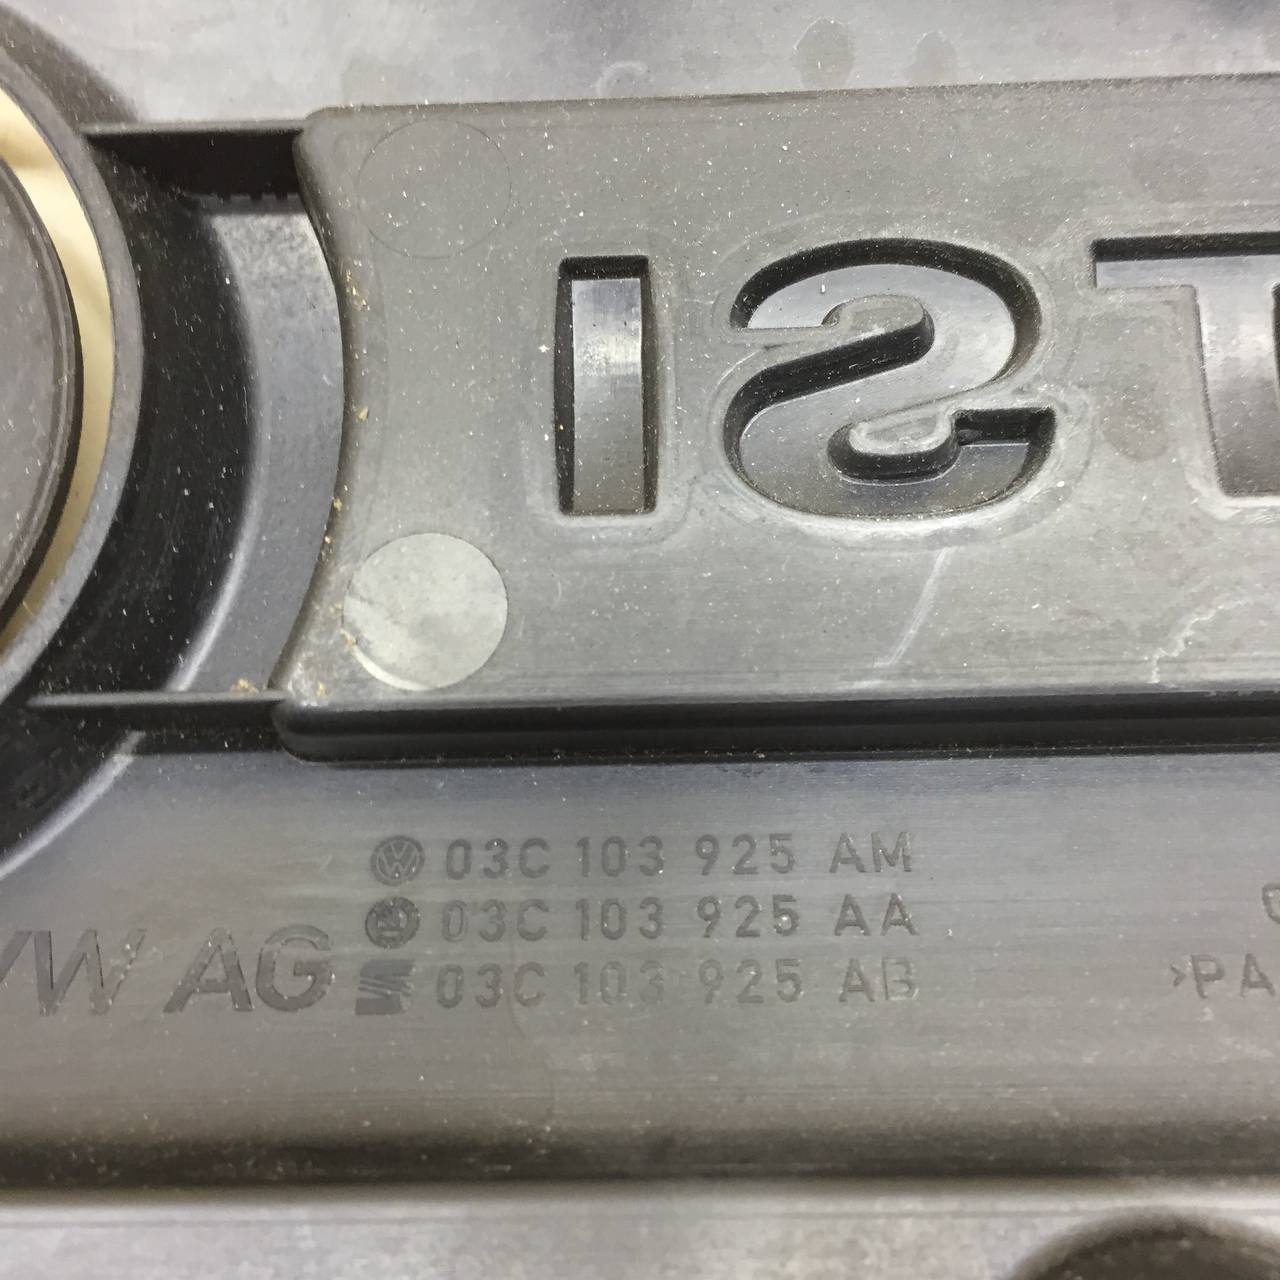 TSI
03C 103 925 AM
03C 103 925 AA
VW AG
03C 103 925 AB
>PA